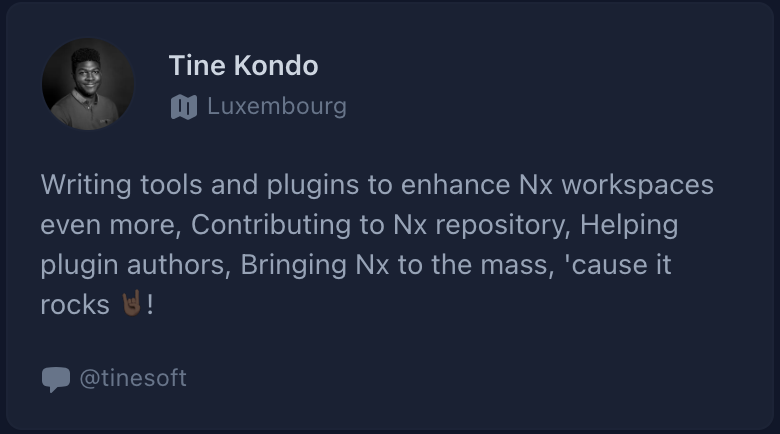 Tine Kondo
Luxembourg
Writing tools and plugins to enhance Nx workspaces
even more, Contributing to Nx repository, Helping
plugin authors, Bringing Nx to the mass, 'cause it
rocks 🤘🏾!
@tinesoft